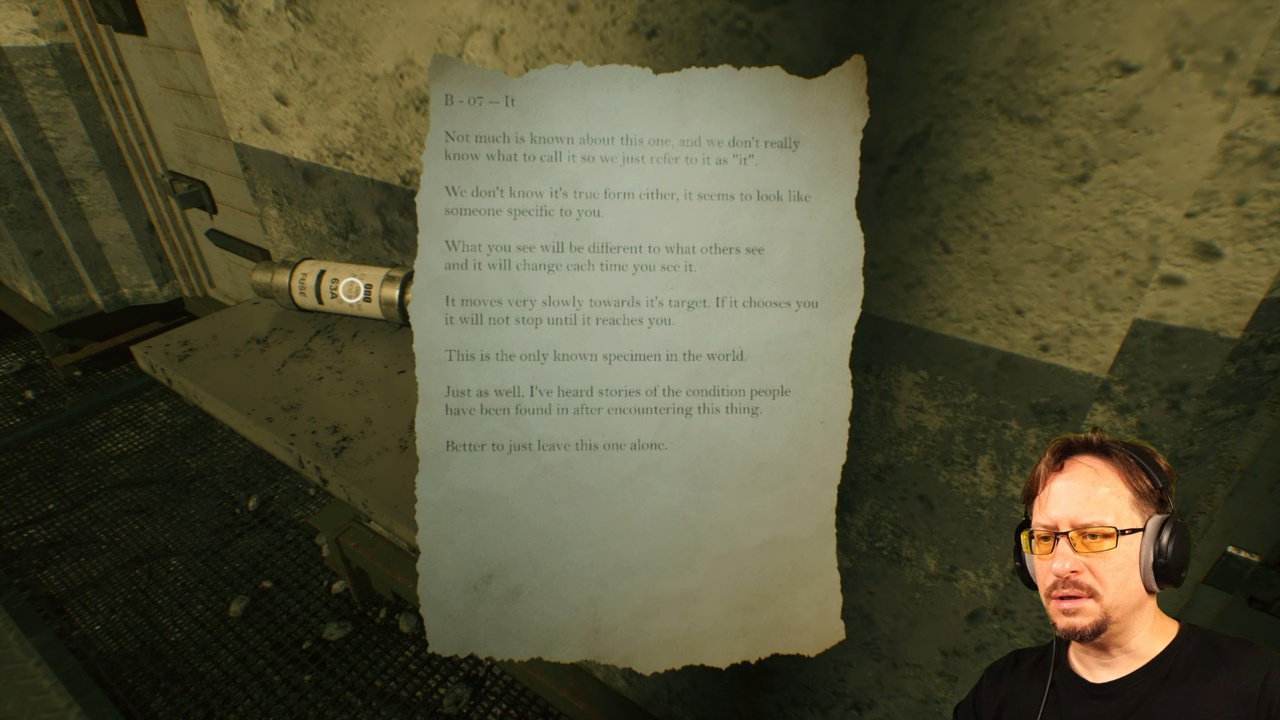 B - 07 – It
Not much is known about this one, and we don't really
know what to call it so we just refer to it as "it".
We don't know it's true form either, it seems to look like
someone specific to you.
What you see will be different to what others see
and it will change each time you see it.
It moves very slowly towards it's target. If it chooses you
it will not stop until it reaches you.
This is the only known specimen in the world.
Just as well, I've heard stories of the condition people
have been found in after encountering this thing.
Better to just leave this one alone.
FUSE
63A